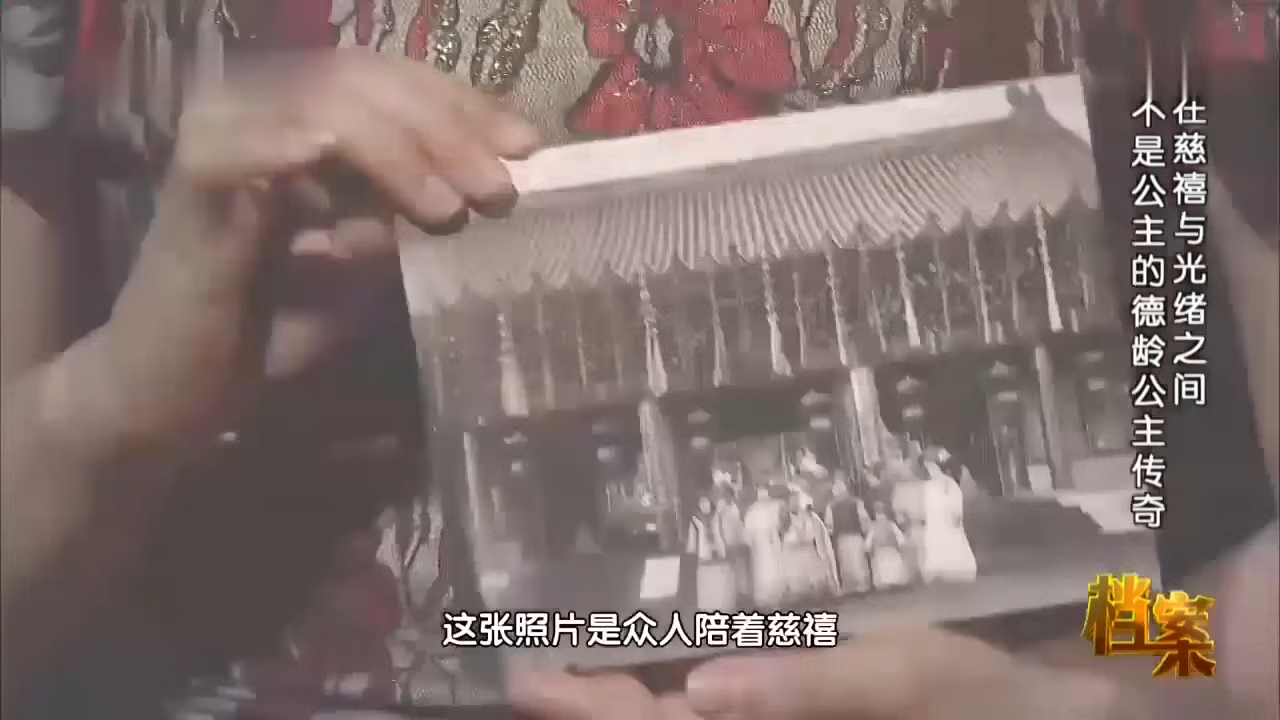 在慈禧与光绪之间
不是公主的德龄公主传奇
这张照片是众人陪着慈禧
档案